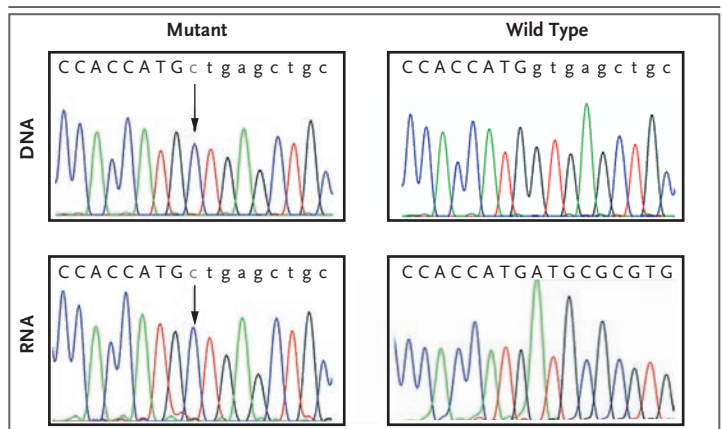 Mutant
Wild Type
DNA
CCACCATGctgagctgc
CCACCATGgtgagctgc
RNA
CCACCATGctgagctgc
CCACCATGATGCGCGTG